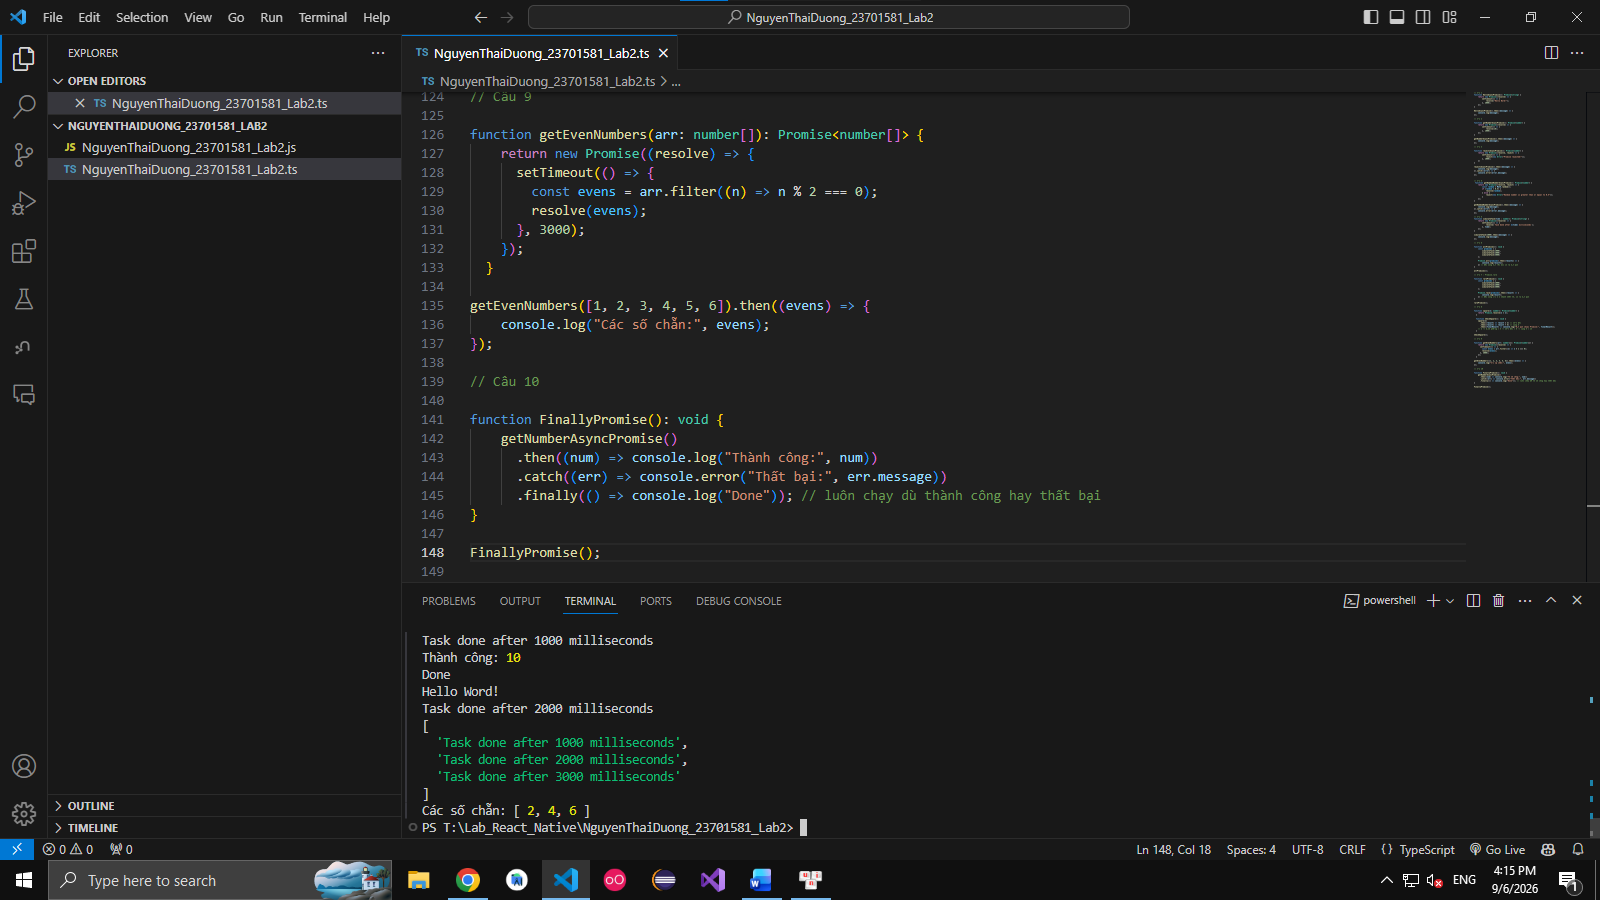 File Edit Selection View Go Run Terminal Help
NguyenThaiDuong_23701581_Lab2
EXPLORER
OPEN EDITORS
TS NguyenThaiDuong_23701581_Lab2.ts
NGUYENTHAIDUONG_23701581_LAB2
JS NguyenThaiDuong_23701581_Lab2.js
TS NguyenThaiDuong_23701581_Lab2.ts
OUTLINE
TIMELINE
TS NguyenThaiDuong_23701581_Lab2.ts
TS NguyenThaiDuong_23701581_Lab2.ts > ...
124 // Câu 9
125
126 function getEvenNumbers(arr: number[]): Promise<number[]> {
127 return new Promise((resolve) => {
128 setTimeout(() => {
129 const evens = arr.filter((n) => n % 2 === 0);
130 resolve(evens);
131 }, 3000);
132 });
133 }
134
135 getEvenNumbers([1, 2, 3, 4, 5, 6]).then((evens) => {
136 console.log("Các số chẵn:", evens);
137 });
138
139 // Câu 10
140
141 function FinallyPromise(): void {
142 getNumberAsyncPromise()
143 .then((num) => console.log("Thành công:", num))
144 .catch((err) => console.error("Thất bại:", err.message))
145 .finally(() => console.log("Done")); // luôn chạy dù thành công hay thất bại
146 }
147
148 FinallyPromise();
149
PROBLEMS OUTPUT TERMINAL PORTS DEBUG CONSOLE
powershell
Task done after 1000 milliseconds
Thành công: 10
Done
Hello Word!
Task done after 2000 milliseconds
[
'Task done after 1000 milliseconds',
'Task done after 2000 milliseconds',
'Task done after 3000 milliseconds'
]
Các số chẵn: [ 2, 4, 6 ]
PS T:\Lab_React_Native\NguyenThaiDuong_23701581_Lab2>
0 0 0
Ln 148, Col 18 Spaces: 4 UTF-8 CRLF {} TypeScript Go Live
Type here to search
ENG
4:15 PM
9/6/2026
1